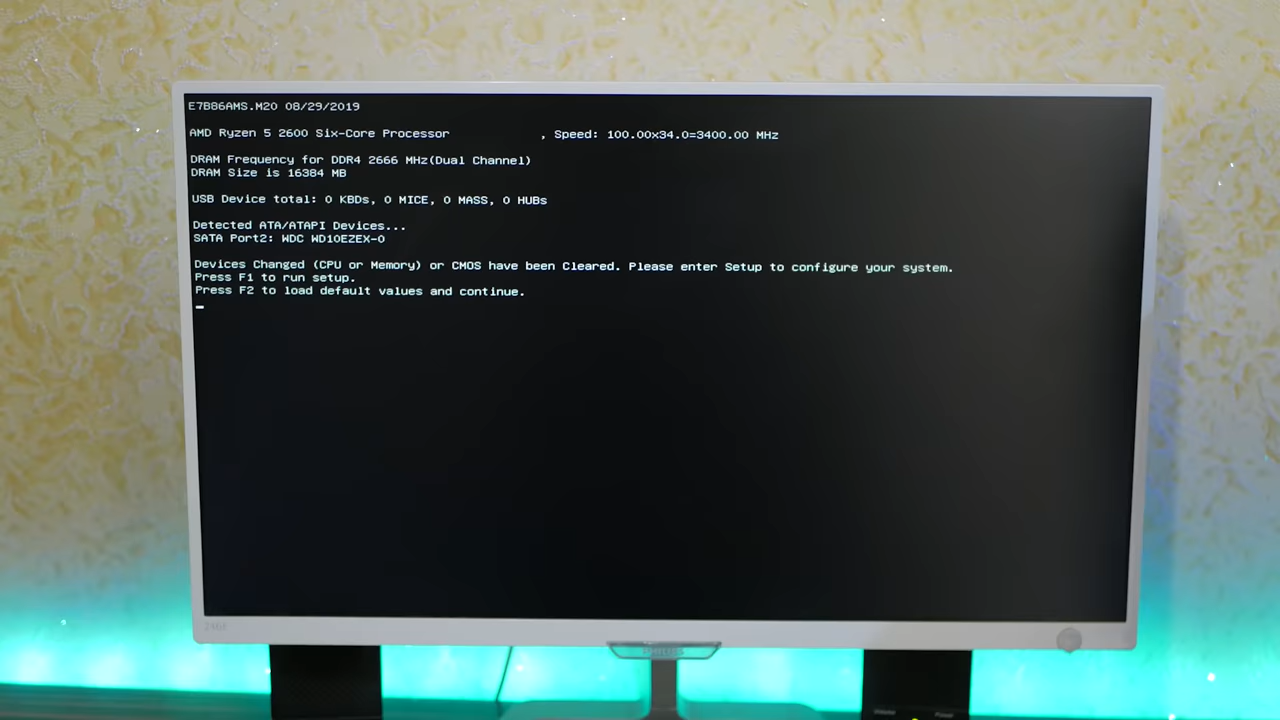 E7B86AMS.M20 08/29/2019
AMD Ryzen 5 2600 Six-Core Processor , Speed: 100.00x34.0=3400.00 MHz
DRAM Frequency for DDR4 2666 MHz(Dual Channel)
DRAM Size is 16384 MB
USB Device total: 0 KBDs, 0 MICE, 0 MASS, 0 HUBs
Detected ATA/ATAPI Devices...
SATA Port2: WDC WD10EZEX-0
Devices Changed (CPU or Memory) or CMOS have been Cleared. Please enter Setup to configure your system.
Press F1 to run setup.
Press F2 to load default values and continue.